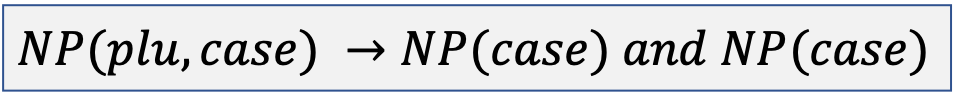 NP(plu, case) → NP(case) and NP(case)